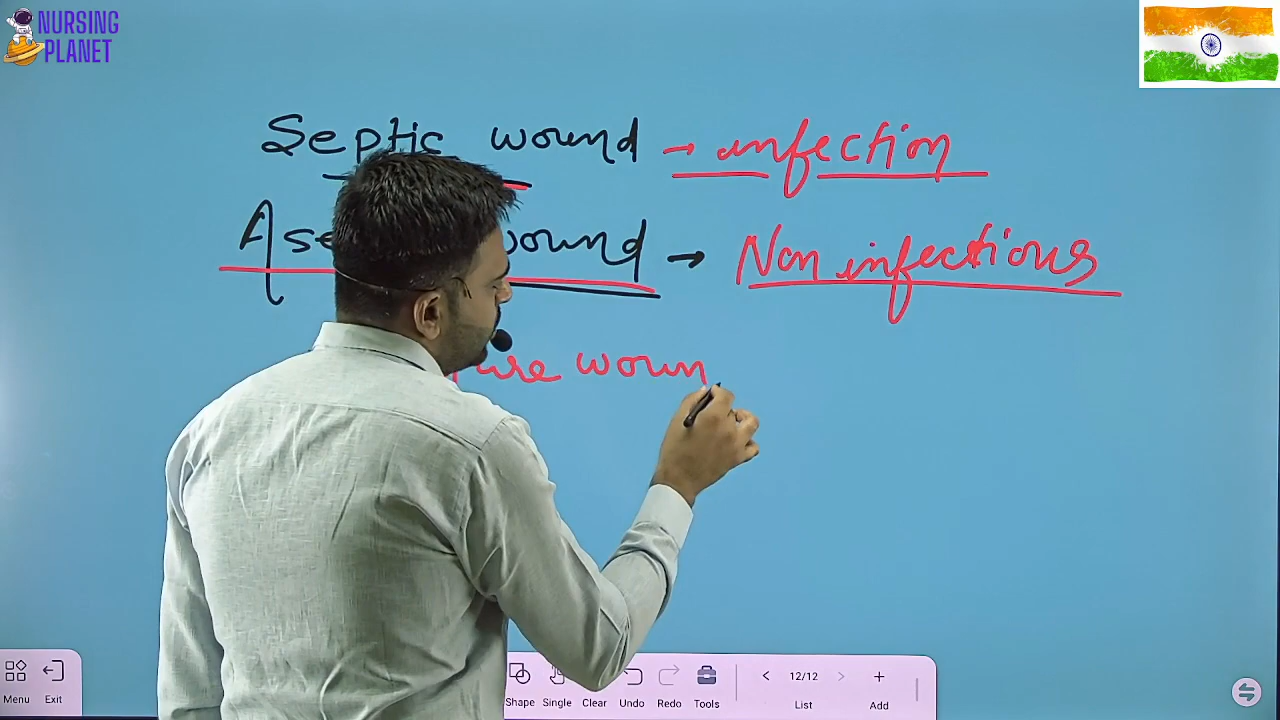 NURSING
PLANET
Septic wound → infection
wound → Non infectious
woun
Menu
Exit
Shape
Single
Clear
Undo
Redo
Tools
12/12
List
Add